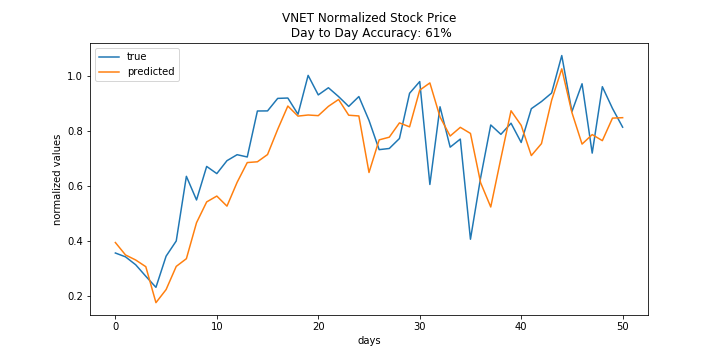 VNET Normalized Stock Price
Day to Day Accuracy: 61%
true
predicted
normalized values
1.0
0.8
0.6
0.4
0.2
0 10 20 30 40 50
days